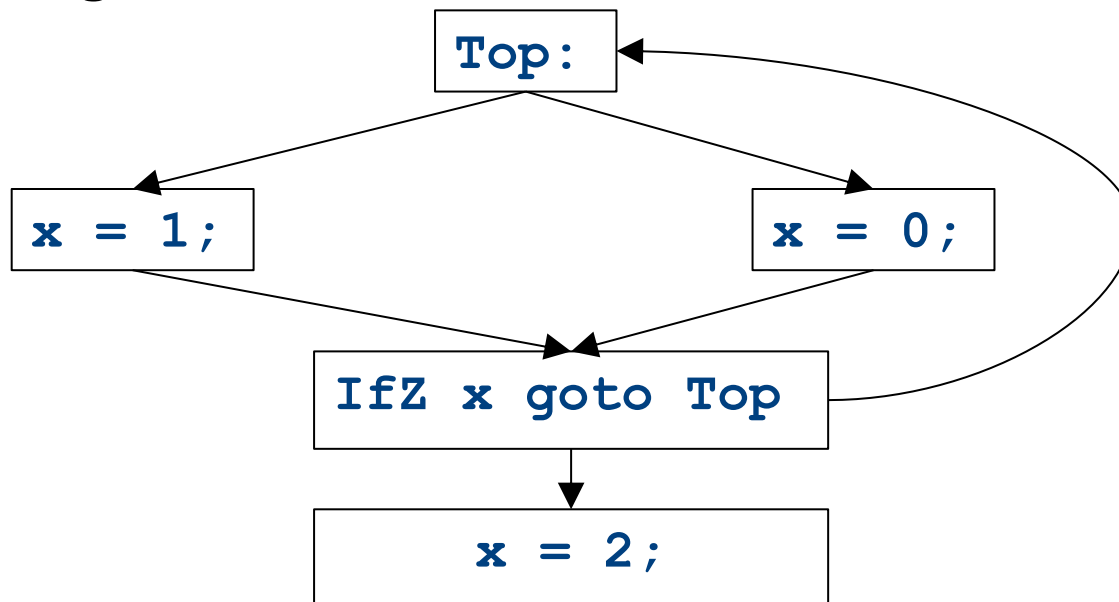 Top:
x = 1;
x = 0;
IfZ x goto Top
x = 2;